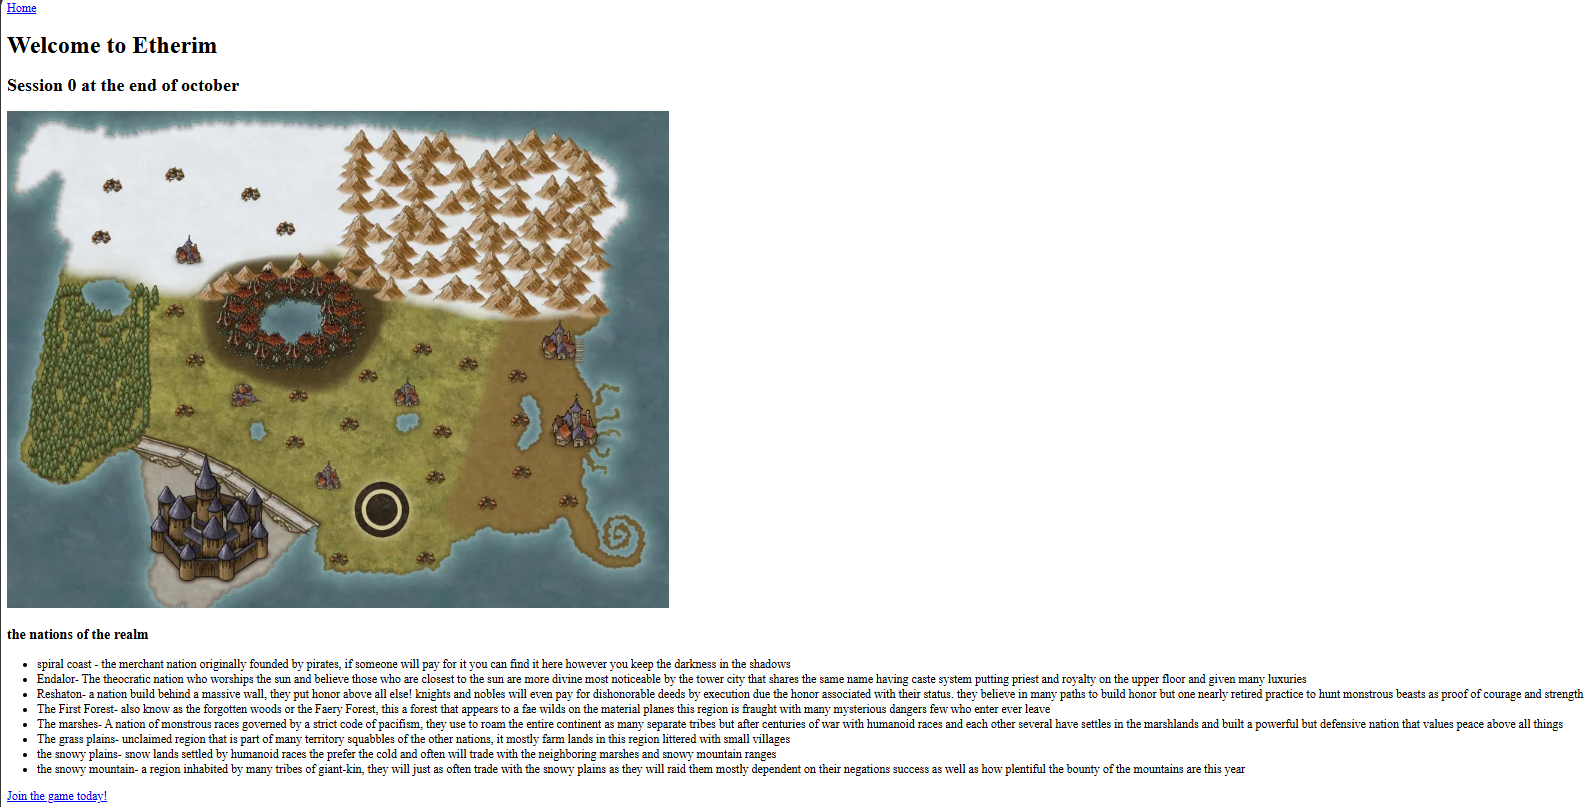 Home
Welcome to Etherim
Session 0 at the end of october
the nations of the realm
spiral coast - the merchant nation originally founded by pirates, if someone will pay for it you can find it here however you keep the darkness in the shadows
Endalor- The theocratic nation who worships the sun and believe those who are closest to the sun are more divine most noticeable by the tower city that shares the same name having caste system putting priest and royalty on the upper floor and given many luxuries
Reshaton- a nation build behind a massive wall, they put honor above all else! knights and nobles will even pay for dishonorable deeds by execution due the honor associated with their status. they believe in many paths to build honor but one nearly retired practice to hunt monstrous beasts as proof of courage and strength
The First Forest- also know as the forgotten woods or the Faery Forest, this a forest that appears to a fae wilds on the material planes this region is fraught with many mysterious dangers few who enter ever leave
The marshes- A nation of monstrous races governed by a strict code of pacifism, they use to roam the entire continent as many separate tribes but after centuries of war with humanoid races and each other several have settles in the marshlands and built a powerful but defensive nation that values peace above all things
The grass plains- unclaimed region that is part of many territory squabbles of the other nations, it mostly farm lands in this region littered with small villages
the snowy plains- snow lands settled by humanoid races the prefer the cold and often will trade with the neighboring marshes and snowy mountain ranges
the snowy mountain- a region inhabited by many tribes of giant-kin, they will just as often trade with the snowy plains as they will raid them mostly dependent on their negations success as well as how plentiful the bounty of the mountains are this year
Join the game today!